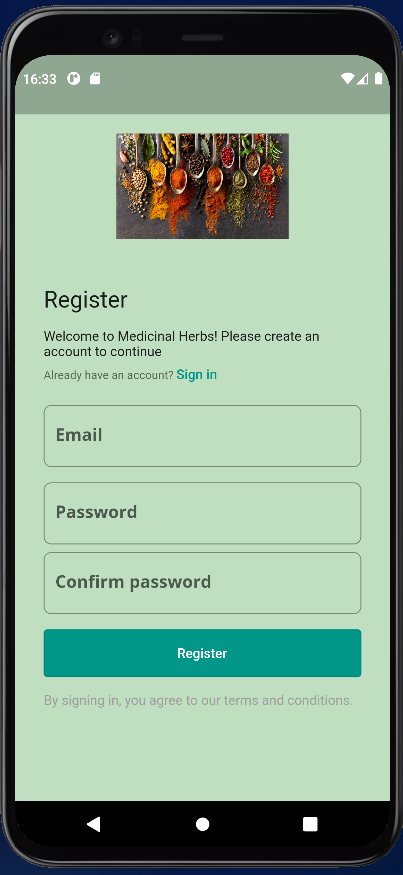 16:33
Register
Welcome to Medicinal Herbs! Please create an
account to continue
Already have an account? Sign in
Email
Password
Confirm password
Register
By signing in, you agree to our terms and conditions.